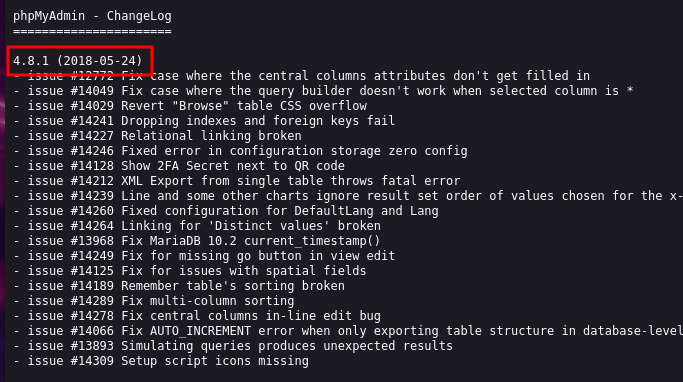 phpMyAdmin - ChangeLog
======================
4.8.1 (2018-05-24)
- issue #12772 Fix case where the central columns attributes don't get filled in
- issue #14049 Fix case where the query builder doesn't work when selected column is *
- issue #14029 Revert "Browse" table CSS overflow
- issue #14241 Dropping indexes and foreign keys fail
- issue #14227 Relational linking broken
- issue #14246 Fixed error in configuration storage zero config
- issue #14128 Show 2FA Secret next to QR code
- issue #14212 XML Export from single table throws fatal error
- issue #14239 Line and some other charts ignore result set order of values chosen for the x-
- issue #14260 Fixed configuration for DefaultLang and Lang
- issue #14264 Linking for 'Distinct values' broken
- issue #13968 Fix MariaDB 10.2 current_timestamp()
- issue #14249 Fix for missing go button in view edit
- issue #14125 Fix for issues with spatial fields
- issue #14189 Remember table's sorting broken
- issue #14289 Fix multi-column sorting
- issue #14278 Fix central columns in-line edit bug
- issue #14066 Fix AUTO_INCREMENT error when only exporting table structure in database-level
- issue #13893 Simulating queries produces unexpected results
- issue #14309 Setup script icons missing